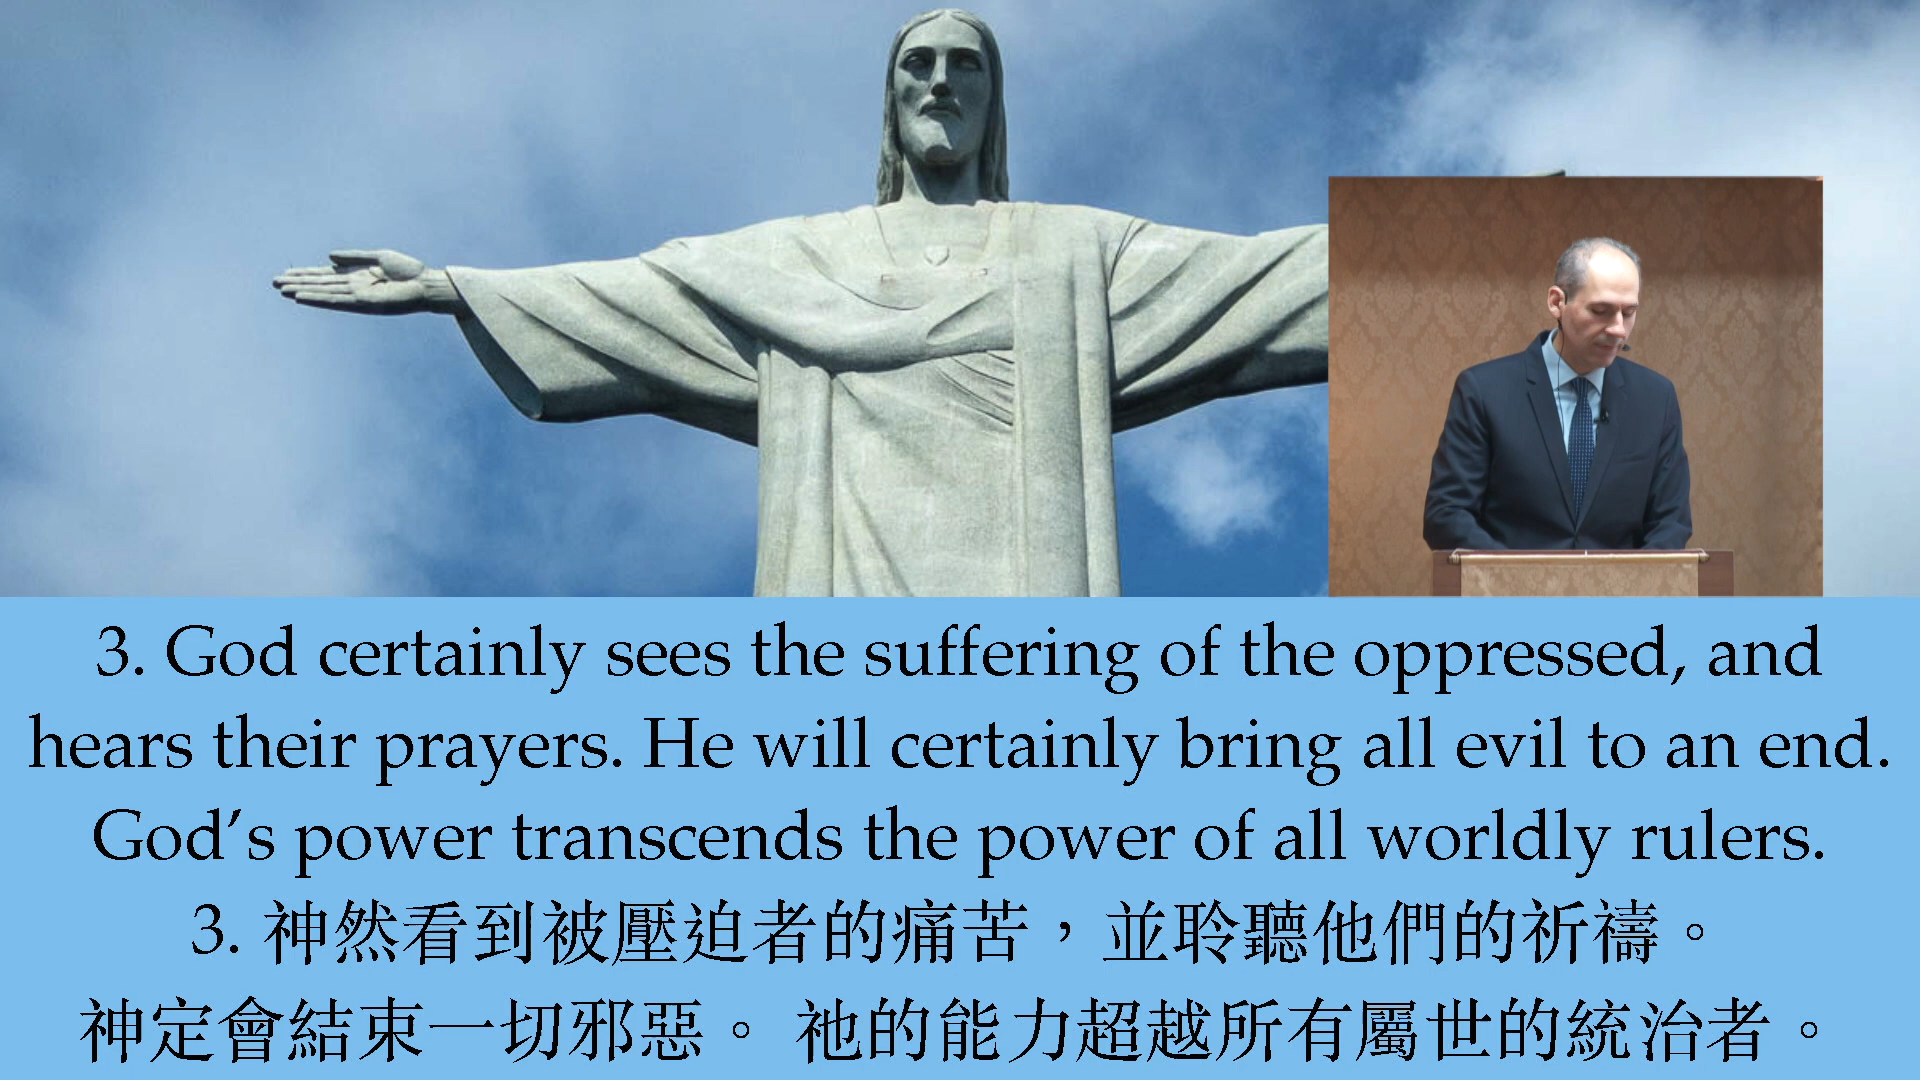 3. God certainly sees the suffering of the oppressed, and
hears their prayers. He will certainly bring all evil to an end.
God’s power transcends the power of all worldly rulers.
3. 神然看到被壓迫者的痛苦，並聆聽他們的祈禱。
神定會結束一切邪惡。 祂的能力超越所有屬世的統治者。